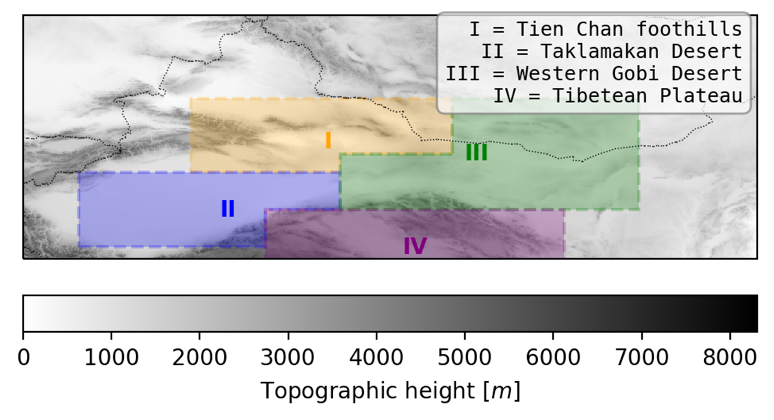 I = Tien Chan foothills
II = Taklamakan Desert
III = Western Gobi Desert
IV = Tibetean Plateau
I
III
II
IV
0 1000 2000 3000 4000 5000 6000 7000 8000
Topographic height [m]